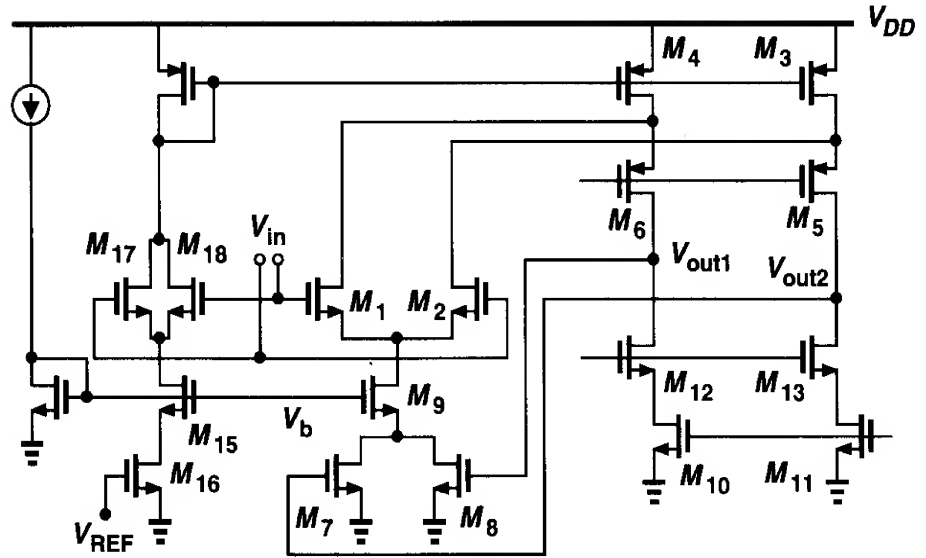 V_DD
M_4
M_3
M_6
M_5
V_in
M_17
M_18
V_out1
V_out2
M_1
M_2
M_9
M_12
M_13
V_b
M_15
M_16
M_10
M_11
V_REF
M_7
M_8